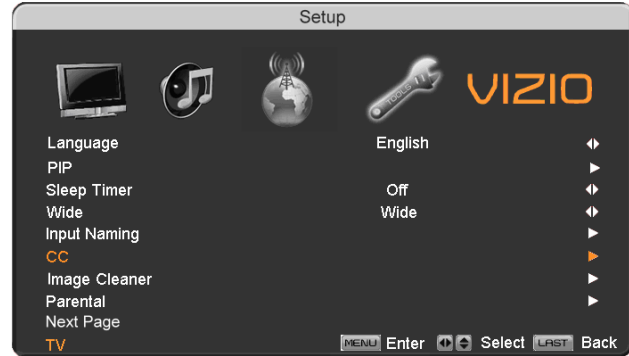 Setup
TOOLS VIZIO
Language English
PIP
Sleep Timer Off
Wide Wide
Input Naming
CC
Image Cleaner
Parental
Next Page
TV MENU Enter Select LAST Back